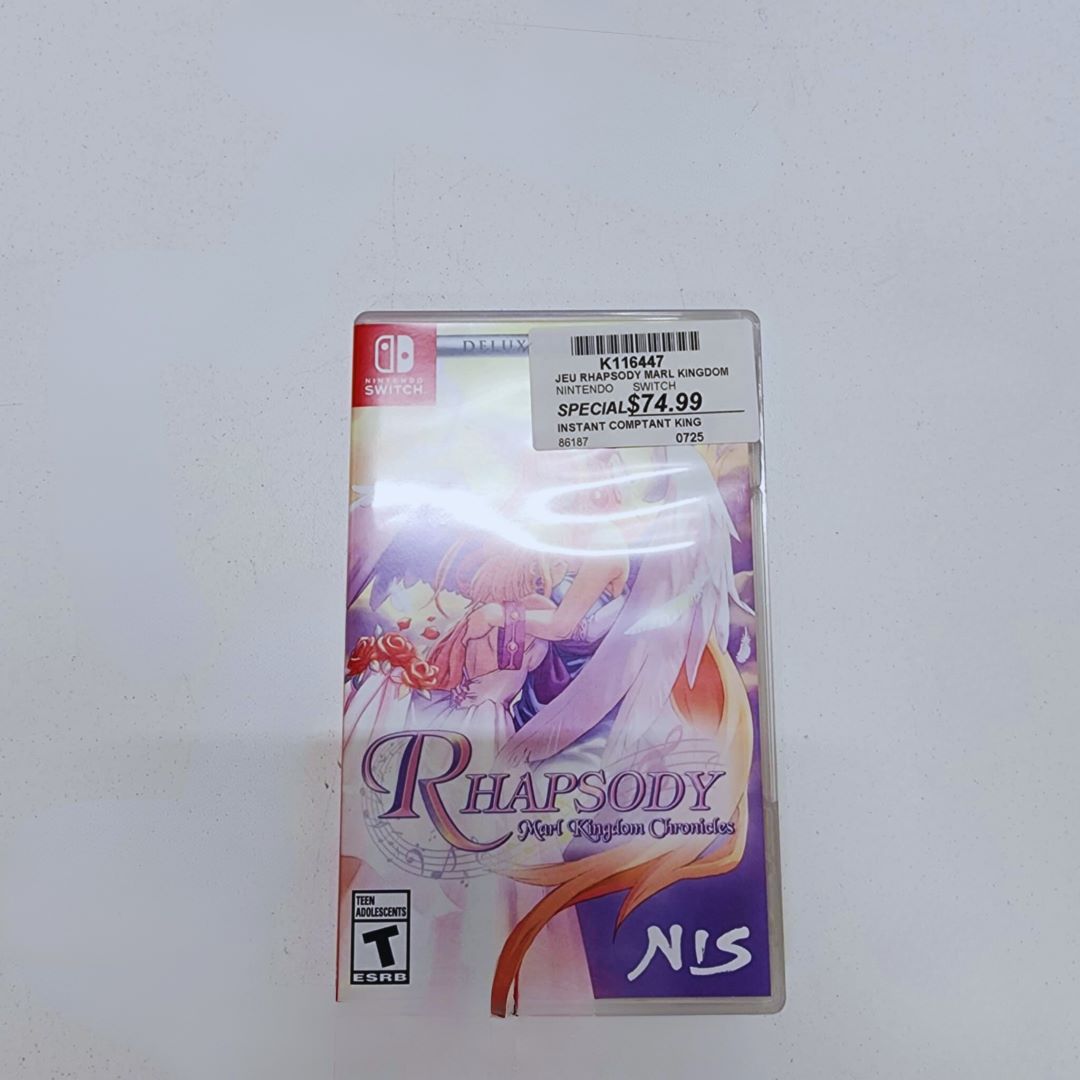 NINTENDO
SWITCH
DELUX
K116447
JEU RHAPSODY MARL KINGDOM
NINTENDO SWITCH
SPECIAL $74.99
INSTANT COMPTANT KING
86187 0725
RHAPSODY
Marl Kingdom Chronicles
TEEN
ADOLESCENTS
T
ESRB
NIS